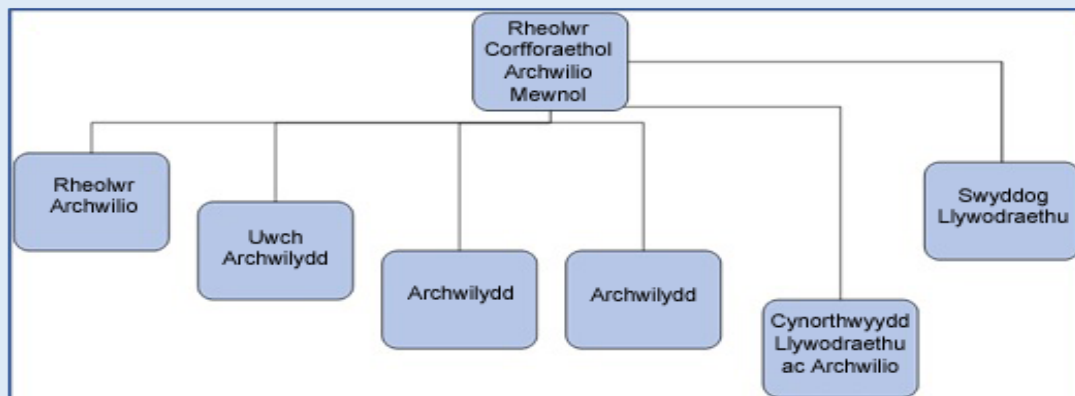 Rheolwr
Corfforaethol
Archwilio
Mewnol
Rheolwr
Archwilio
Uwch
Archwilydd
Archwilydd
Archwilydd
Cynorthwyydd
Llywodraethu
ac Archwilio
Swyddog
Llywodraethu